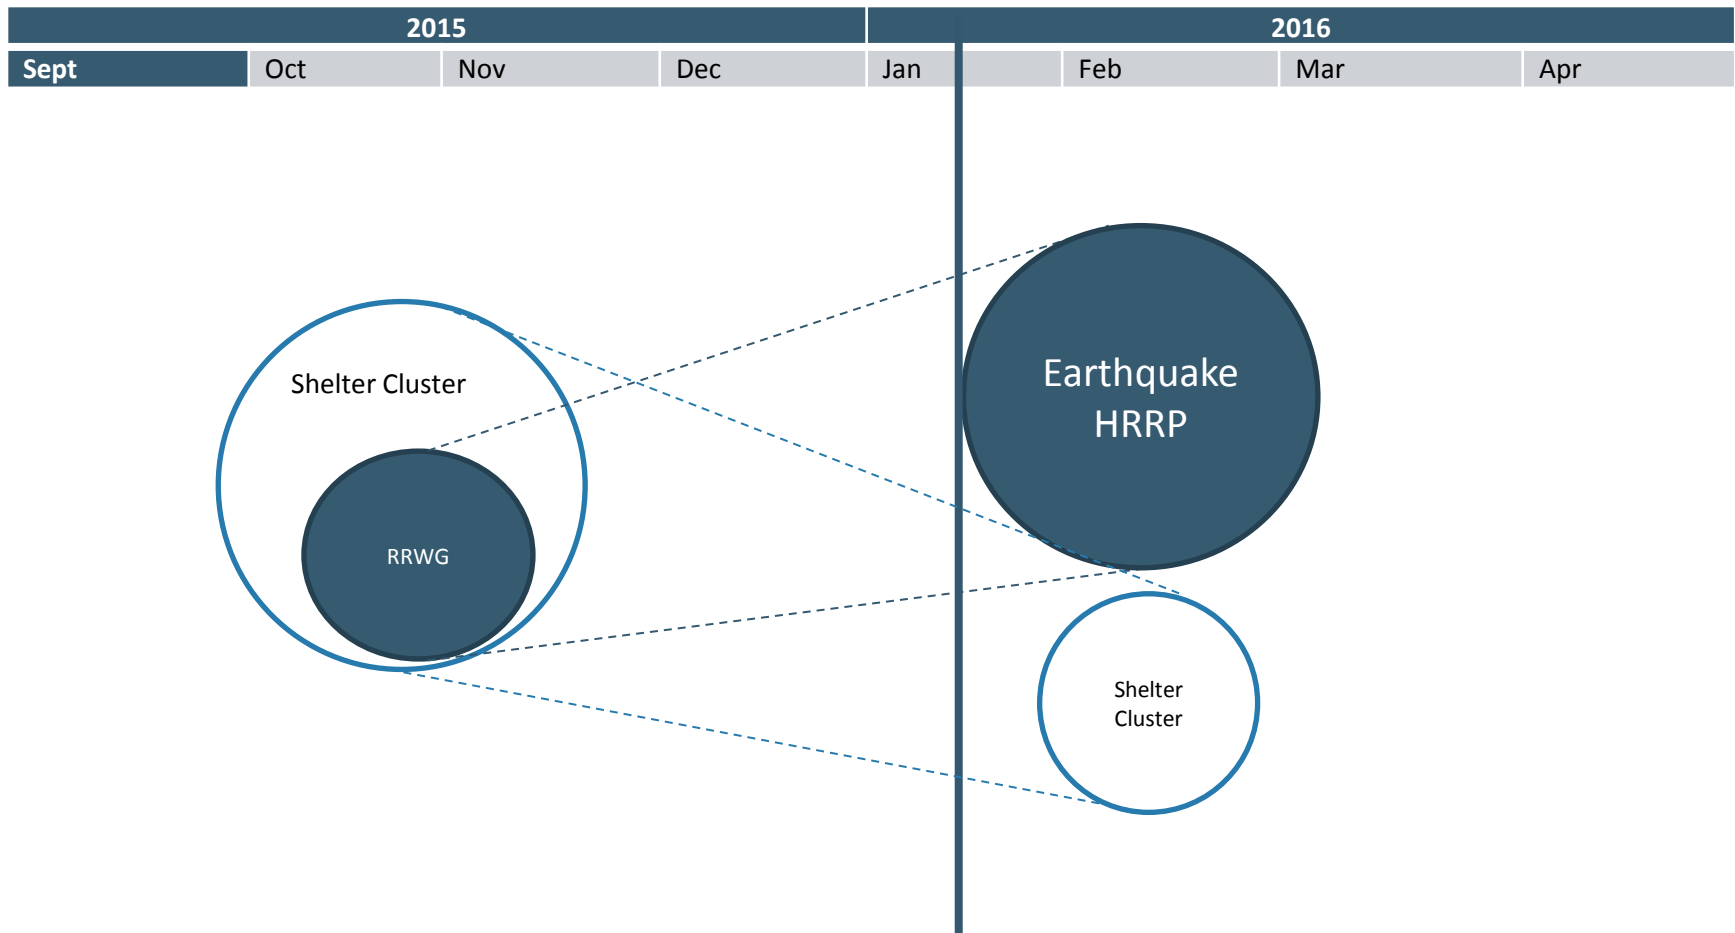 2015
2016
Sept
Oct
Nov
Dec
Jan
Feb
Mar
Apr
Shelter Cluster
RRWG
Earthquake
HRRP
Shelter
Cluster